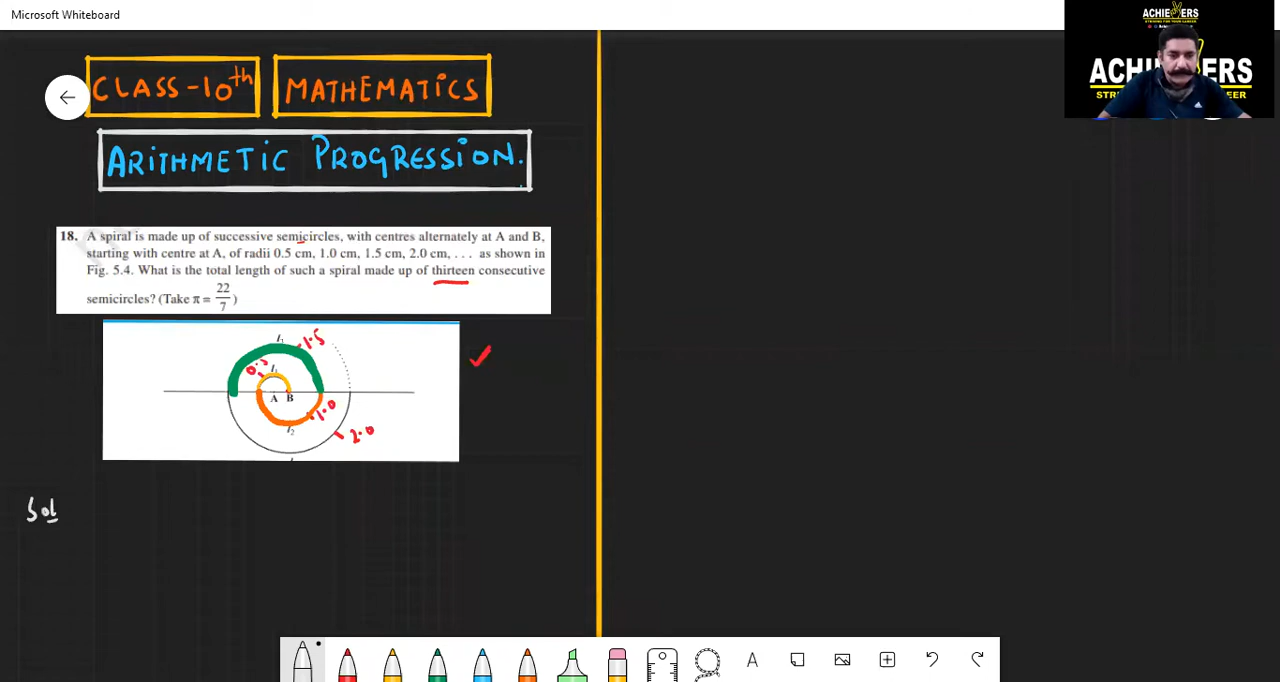 Microsoft Whiteboard
ACHIEVERS
CLASS-10th MATHEMATICS
ARITHMETIC PROGRESSION.
18. A spiral is made up of successive semicircles, with centres alternately at A and B,
starting with centre at A, of radii 0.5 cm, 1.0 cm, 1.5 cm, 2.0 cm, . . . as shown in
Fig. 5.4. What is the total length of such a spiral made up of thirteen consecutive
semicircles? (Take π = 22/7)
1.5
l₁
A B
1.0
l₂
2.0
Sol
A